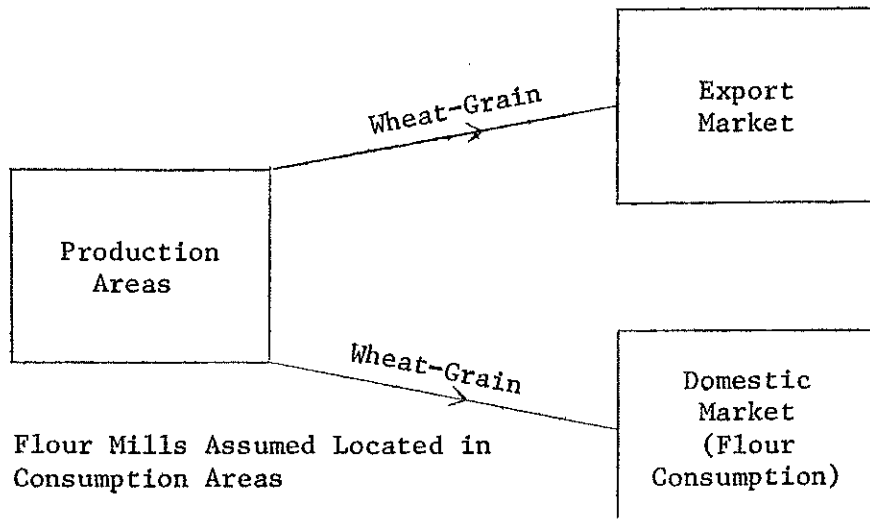 Wheat-Grain
Export
Market
Production
Areas
Wheat-Grain
Domestic
Market
(Flour
Consumption)
Flour Mills Assumed Located in
Consumption Areas